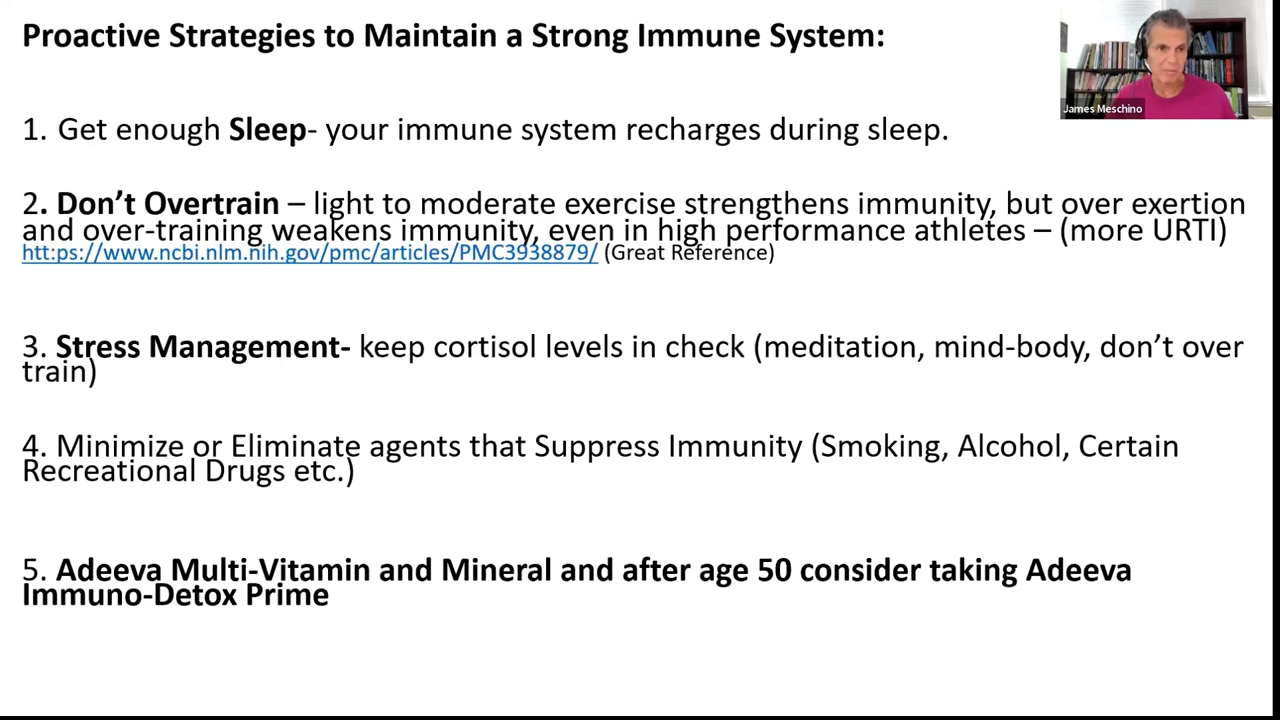 Proactive Strategies to Maintain a Strong Immune System:
James Meschino
1. Get enough Sleep- your immune system recharges during sleep.
2. Don’t Overtrain – light to moderate exercise strengthens immunity, but over exertion
and over-training weakens immunity, even in high performance athletes – (more URTI)
htt:ps://www.ncbi.nlm.nih.gov/pmc/articles/PMC3938879/ (Great Reference)
3. Stress Management- keep cortisol levels in check (meditation, mind-body, don’t over
train)
4. Minimize or Eliminate agents that Suppress Immunity (Smoking, Alcohol, Certain
Recreational Drugs etc.)
5. Adeeva Multi-Vitamin and Mineral and after age 50 consider taking Adeeva
Immuno-Detox Prime